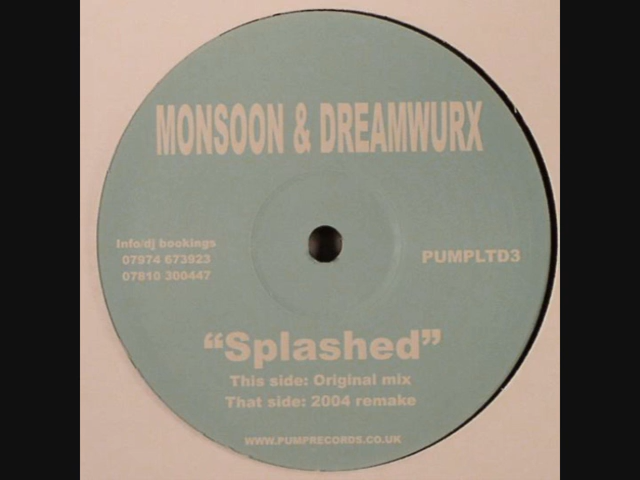 MONSOON & DREAMWURX
Info/dj bookings
07974 673923
07810 300447
PUMPLTD3
“Splashed”
This side: Original mix
That side: 2004 remake
WWW.PUMPRECORDS.CO.UK